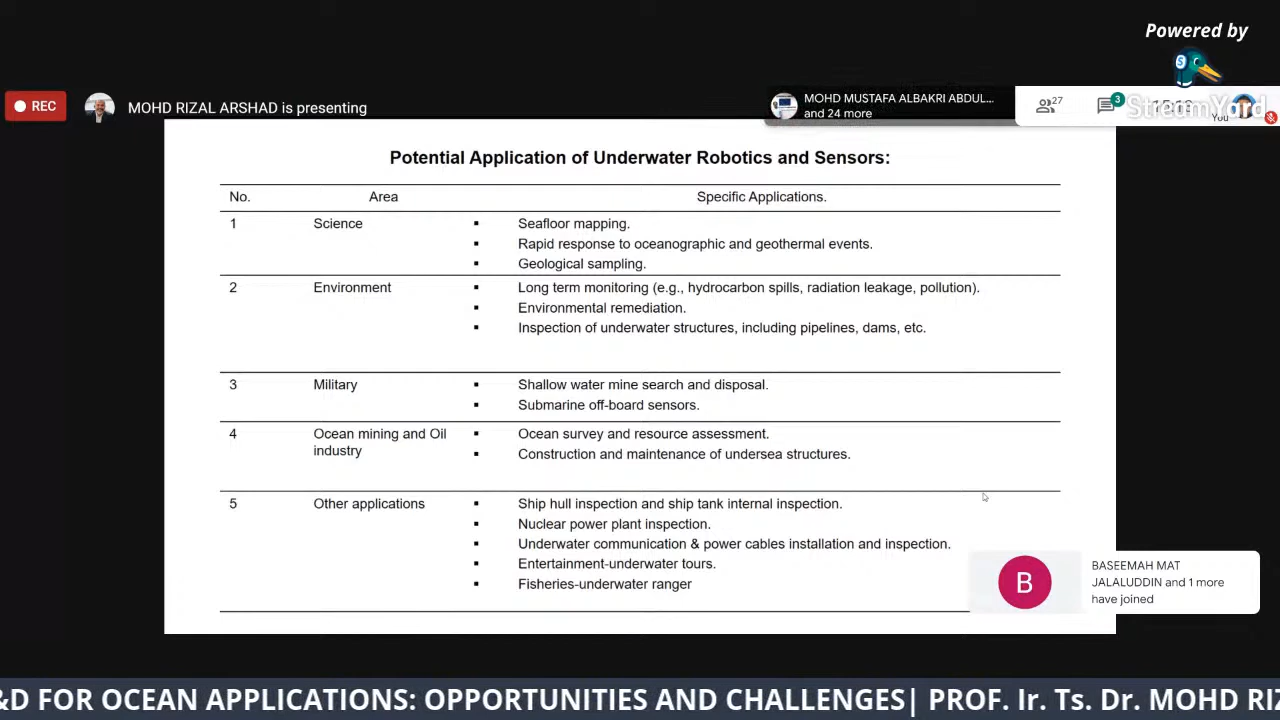 Powered by
REC
MOHD RIZAL ARSHAD is presenting
MOHD MUSTAFA ALBAKRI ABDUL...
and 24 more
27
3
You
StreamYard
Potential Application of Underwater Robotics and Sensors:
No. Area Specific Applications.
1 Science ▪ Seafloor mapping.
▪ Rapid response to oceanographic and geothermal events.
▪ Geological sampling.
2 Environment ▪ Long term monitoring (e.g., hydrocarbon spills, radiation leakage, pollution).
▪ Environmental remediation.
▪ Inspection of underwater structures, including pipelines, dams, etc.
3 Military ▪ Shallow water mine search and disposal.
▪ Submarine off-board sensors.
4 Ocean mining and Oil ▪ Ocean survey and resource assessment.
industry ▪ Construction and maintenance of undersea structures.
5 Other applications ▪ Ship hull inspection and ship tank internal inspection.
▪ Nuclear power plant inspection.
▪ Underwater communication & power cables installation and inspection.
▪ Entertainment-underwater tours.
▪ Fisheries-underwater ranger
B
BASEEMAH MAT
JALALUDDIN and 1 more
have joined
&D FOR OCEAN APPLICATIONS: OPPORTUNITIES AND CHALLENGES| PROF. Ir. Ts. Dr. MOHD RIZ